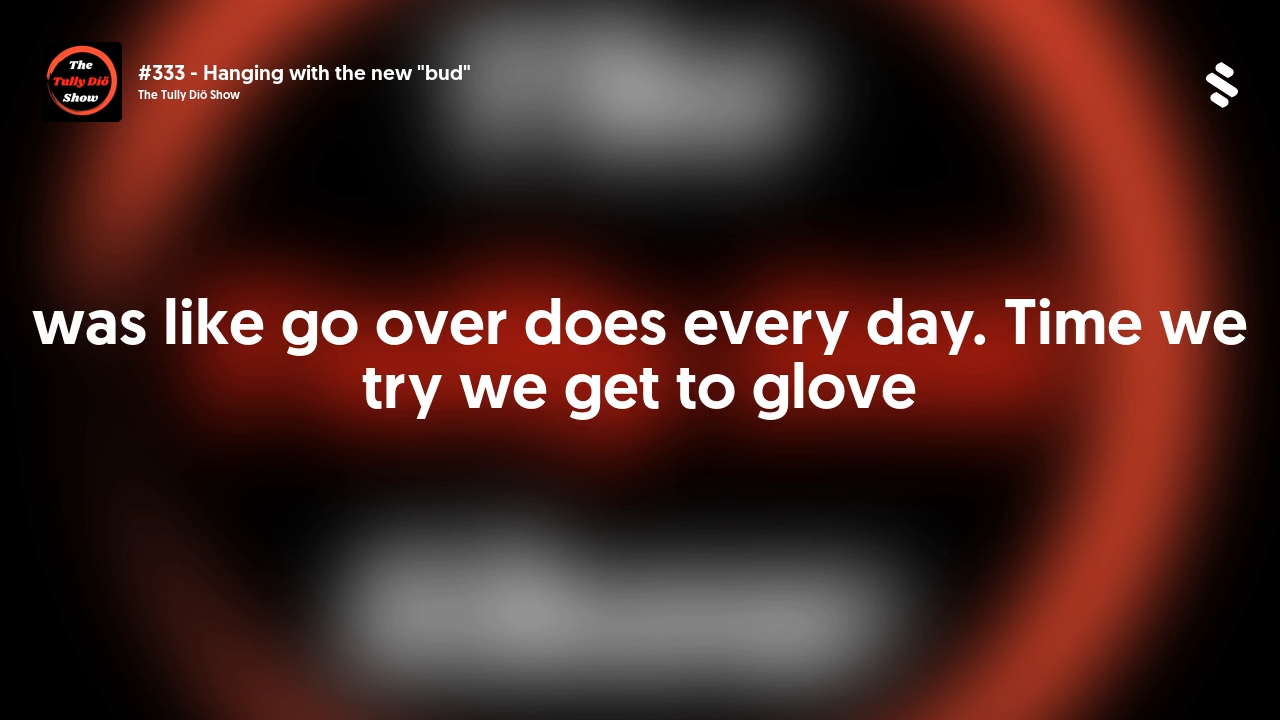 The
Tully Diö
Show
#333 - Hanging with the new "bud"
The Tully Diö Show
was like go over does every day. Time we
try we get to glove